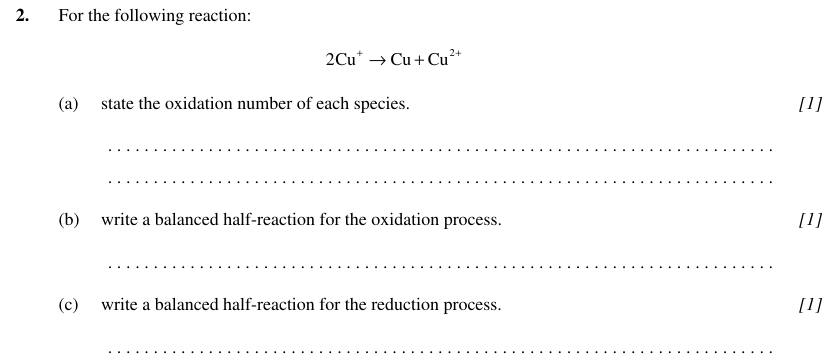 2. For the following reaction:
2Cu⁺ → Cu + Cu²⁺
(a) state the oxidation number of each species. [1]
(b) write a balanced half-reaction for the oxidation process. [1]
(c) write a balanced half-reaction for the reduction process. [1]